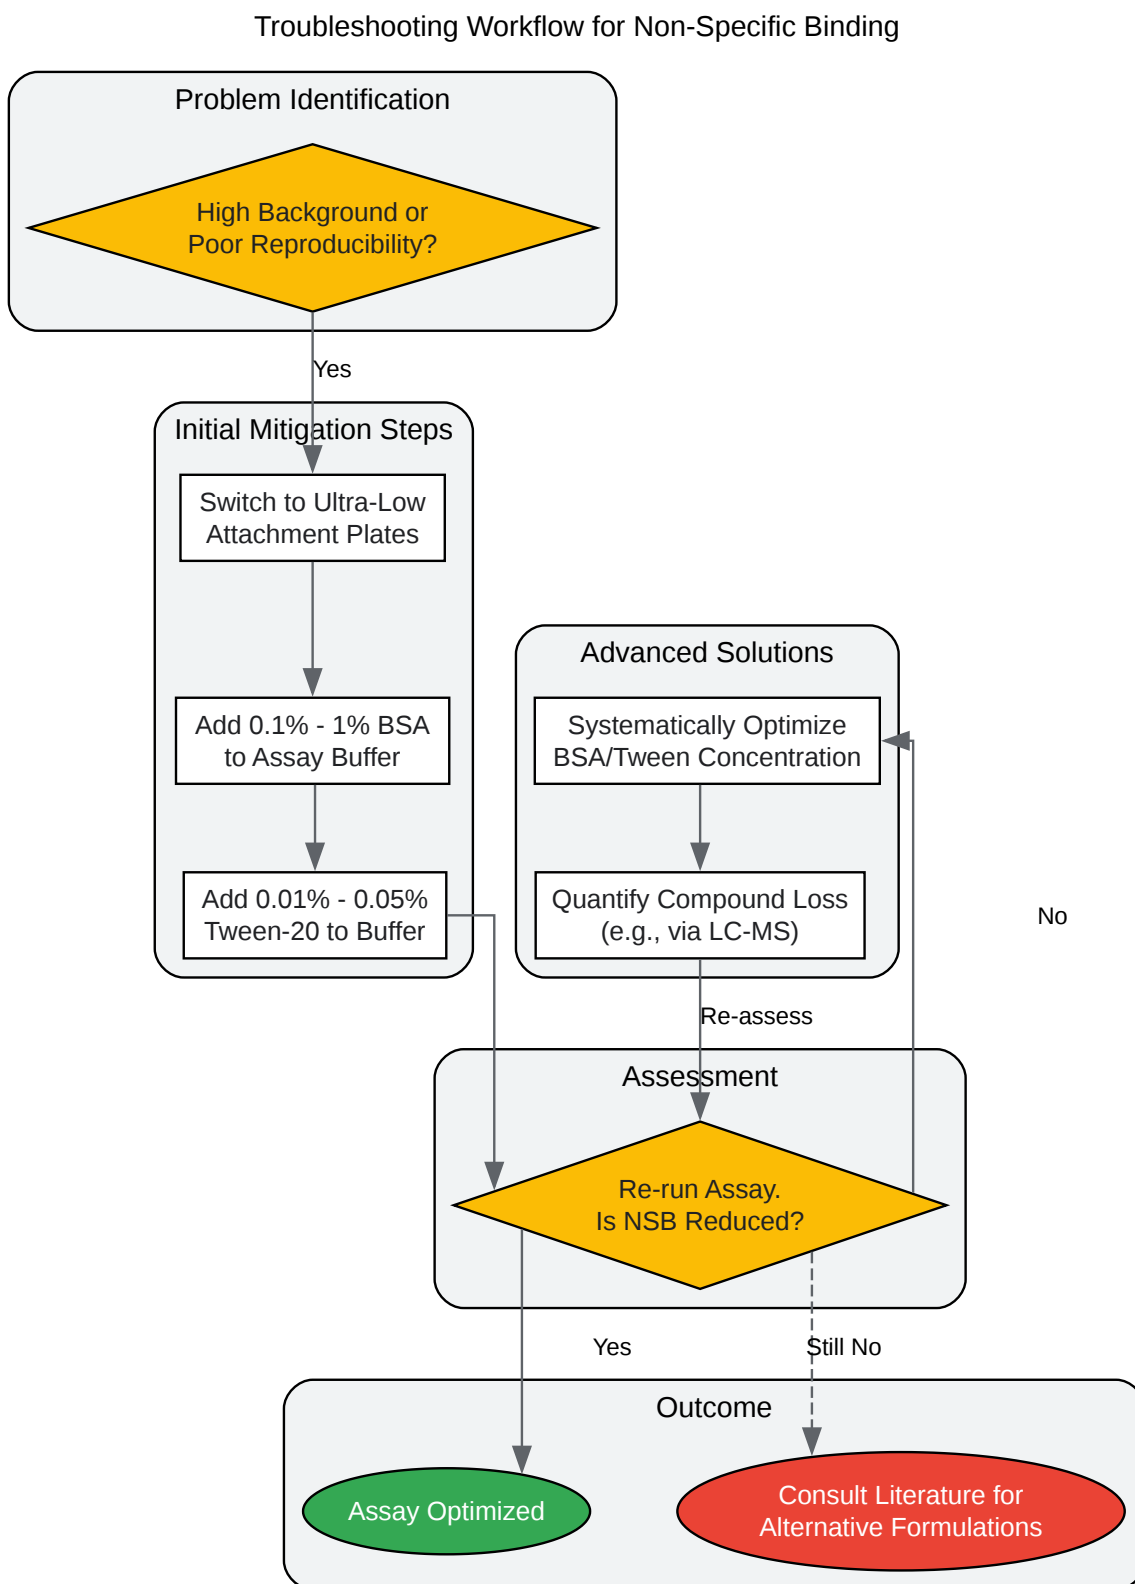 Troubleshooting Workflow for Non-Specific Binding
Problem Identification
High Background or
Poor Reproducibility?
Yes
Initial Mitigation Steps
Switch to Ultra-Low
Attachment Plates
Add 0.1% - 1% BSA
to Assay Buffer
Add 0.01% - 0.05%
Tween-20 to Buffer
Advanced Solutions
Systematically Optimize
BSA/Tween Concentration
Quantify Compound Loss
(e.g., via LC-MS)
No
Re-assess
Assessment
Re-run Assay.
Is NSB Reduced?
Yes
Still No
Outcome
Assay Optimized
Consult Literature for
Alternative Formulations